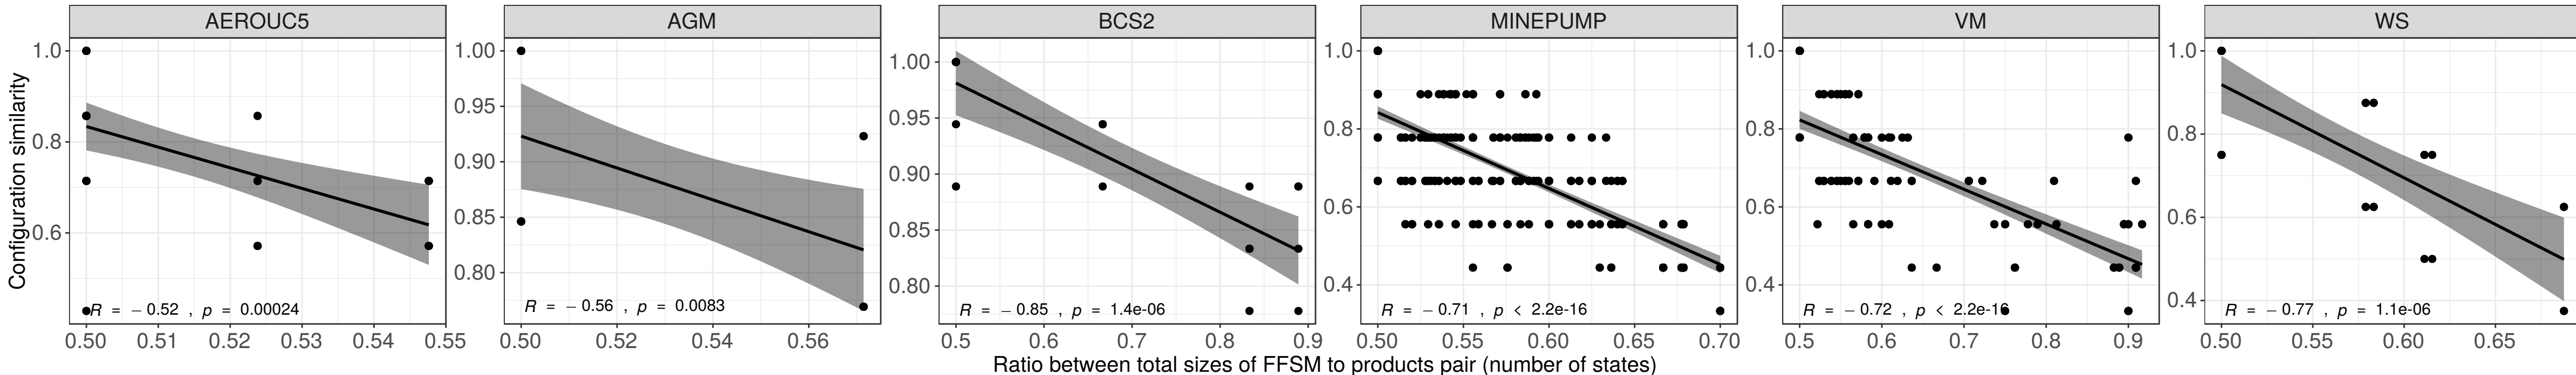 AEROUC5
AGM
BCS2
MINEPUMP
VM
WS
Configuration similarity
1.0
0.8
0.6
R = −0.52 , p = 0.00024
0.50 0.51 0.52 0.53 0.54 0.55
1.00
0.95
0.90
0.85
0.80
R = −0.56 , p = 0.0083
0.50 0.52 0.54 0.56
1.00
0.95
0.90
0.85
0.80
R = −0.85 , p = 1.4e-06
0.5 0.6 0.7 0.8 0.9
1.0
0.8
0.6
0.4
R = −0.71 , p < 2.2e-16
0.50 0.55 0.60 0.65 0.70
1.0
0.8
0.6
0.4
R = −0.72 , p < 2.2e-16
0.5 0.6 0.7 0.8 0.9
1.0
0.8
0.6
0.4
R = −0.77 , p = 1.1e-06
0.50 0.55 0.60 0.65
Ratio between total sizes of FFSM to products pair (number of states)